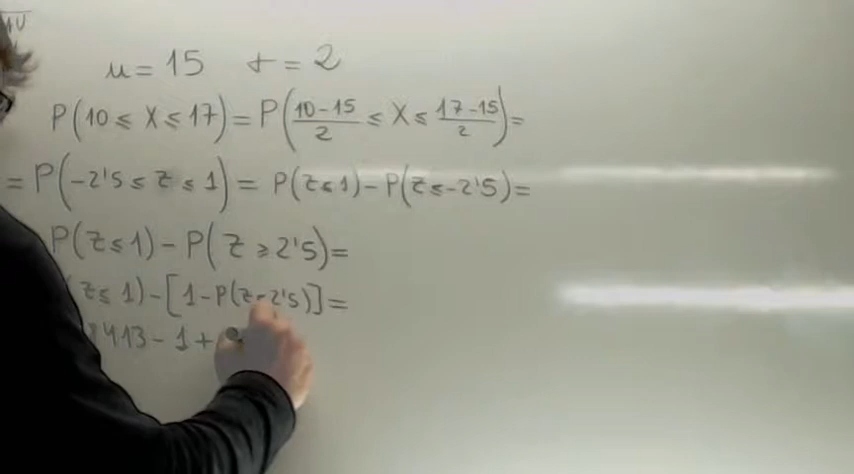 μ = 15 σ = 2
P(10 ≤ X ≤ 17) = P(10-15/2 ≤ X ≤ 17-15/2) =
= P(-2'5 ≤ z ≤ 1) = P(z ≤ 1) - P(z ≤ -2'5) =
P(z ≤ 1) - P(z ≥ 2'5) =
(z ≤ 1) - [1 - P(z ≤ 2'5)] =
8413 - 1 +